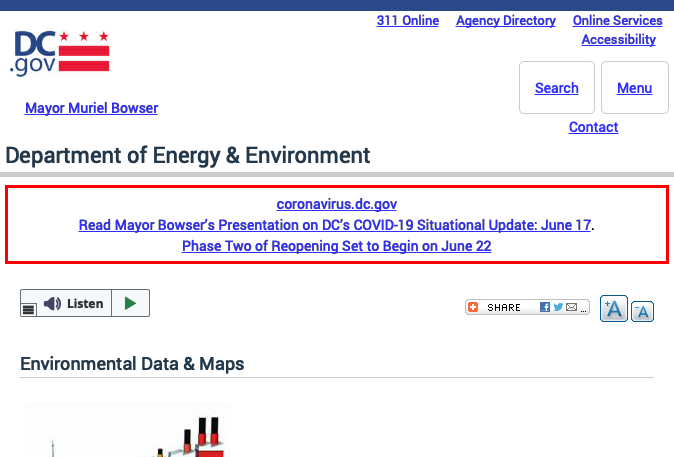 311 Online Agency Directory Online Services
Accessibility
DC
.gov
Search Menu
Mayor Muriel Bowser
Contact
Department of Energy & Environment
coronavirus.dc.gov
Read Mayor Bowser's Presentation on DC's COVID-19 Situational Update: June 17.
Phase Two of Reopening Set to Begin on June 22
Listen
SHARE ...
+A -A
Environmental Data & Maps